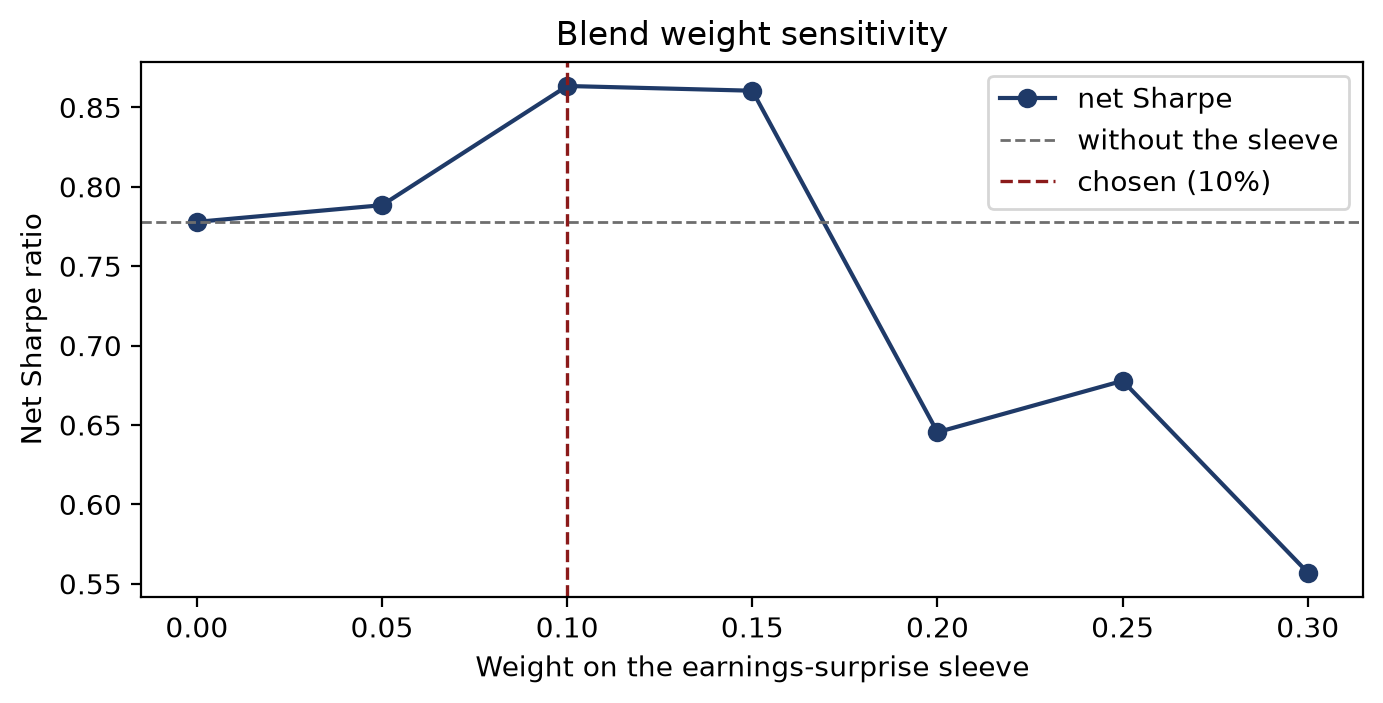 Blend weight sensitivity
net Sharpe
without the sleeve
chosen (10%)
Net Sharpe ratio
0.85
0.80
0.75
0.70
0.65
0.60
0.55
0.00 0.05 0.10 0.15 0.20 0.25 0.30
Weight on the earnings-surprise sleeve